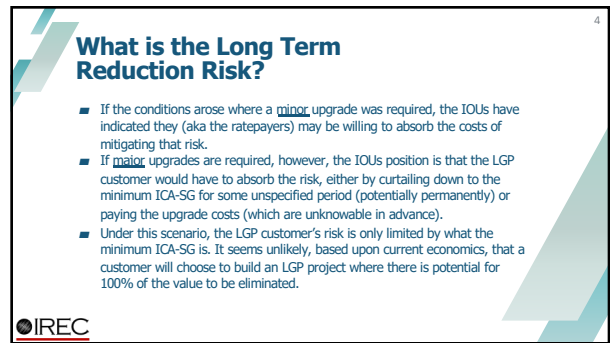 4
What is the Long Term
Reduction Risk?
If the conditions arose where a minor upgrade was required, the IOUs have
indicated they (aka the ratepayers) may be willing to absorb the costs of
mitigating that risk.
If major upgrades are required, however, the IOUs position is that the LGP
customer would have to absorb the risk, either by curtailing down to the
minimum ICA-SG for some unspecified period (potentially permanently) or
paying the upgrade costs (which are unknowable in advance).
Under this scenario, the LGP customer's risk is only limited by what the
minimum ICA-SG is. It seems unlikely, based upon current economics, that a
customer will choose to build an LGP project where there is potential for
100% of the value to be eliminated.
IREC